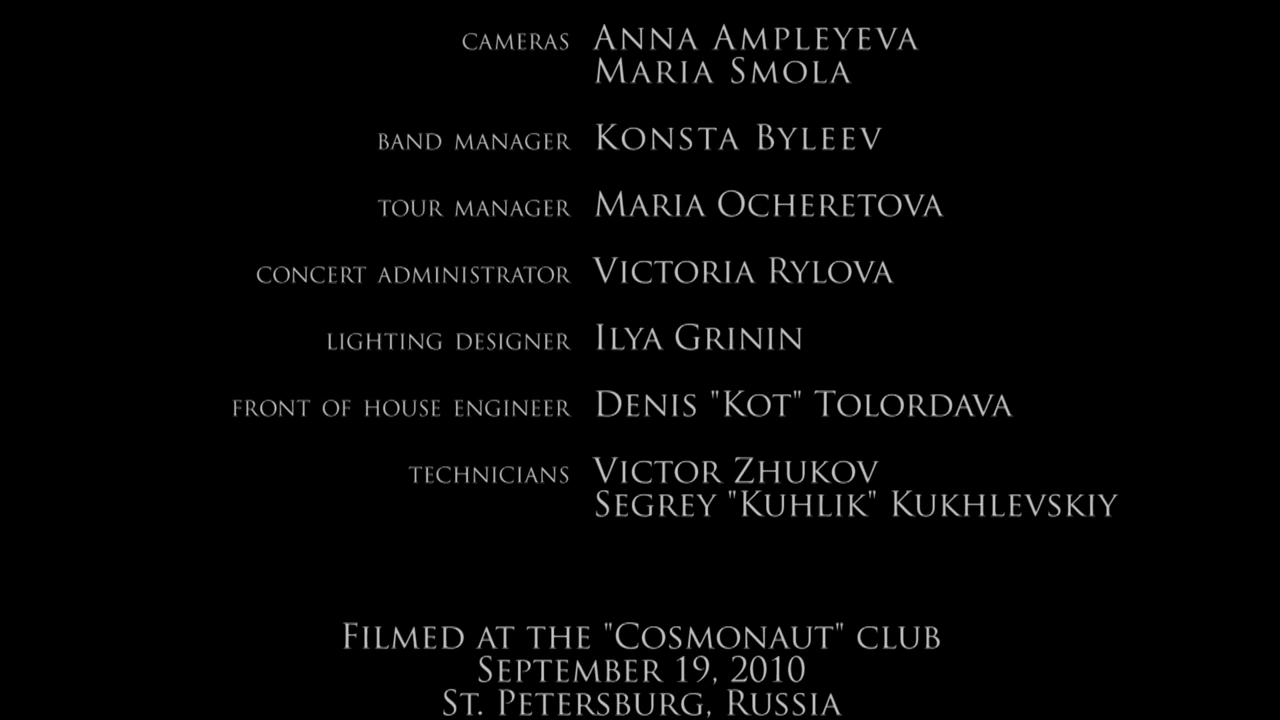 CAMERAS ANNA AMPLEYEVA
MARIA SMOLA
BAND MANAGER KONSTA BYLEEV
TOUR MANAGER MARIA OCHERETOVA
CONCERT ADMINISTRATOR VICTORIA RYLOVA
LIGHTING DESIGNER ILYA GRININ
FRONT OF HOUSE ENGINEER DENIS "KOT" TOLORDAVA
TECHNICIANS VICTOR ZHUKOV
SEGREY "KUHLIK" KUKHLEVSKIY
FILMED AT THE "COSMONAUT" CLUB
SEPTEMBER 19, 2010
ST. PETERSBURG, RUSSIA